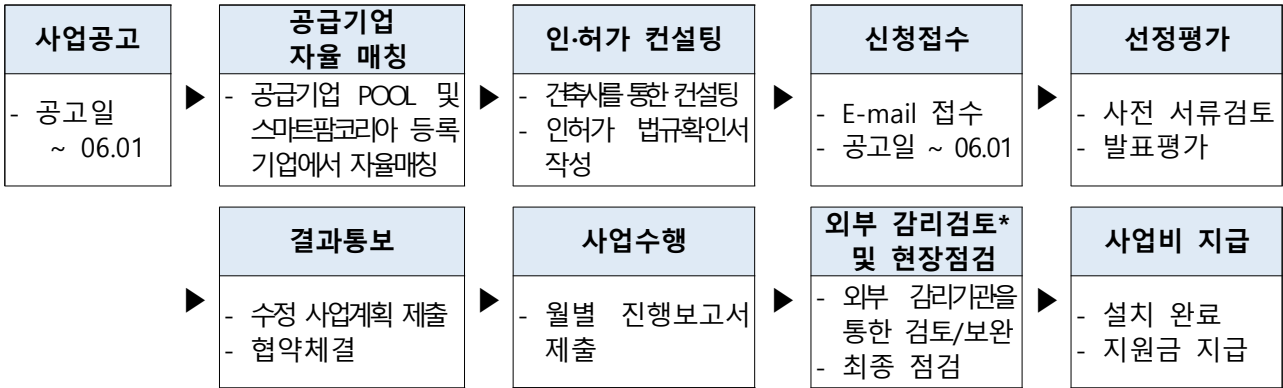 사업공고
- 공고일
~ 06.01
▶
공급기업
자율 매칭
- 공급기업 POOL 및
스마트팜코리아 등록
기업에서 자율매칭
▶
인·허가 컨설팅
- 건축사를 통한 컨설팅
- 인허가 법규확인서
작성
▶
신청접수
- E-mail 접수
- 공고일 ~ 06.01
▶
선정평가
- 사전 서류검토
- 발표평가
▶
결과통보
- 수정 사업계획 제출
- 협약체결
▶
사업수행
- 월별 진행보고서
제출
▶
외부 감리검토*
및 현장점검
- 외부 감리기관을
통한 검토/보완
- 최종 점검
▶
사업비 지급
- 설치 완료
- 지원금 지급